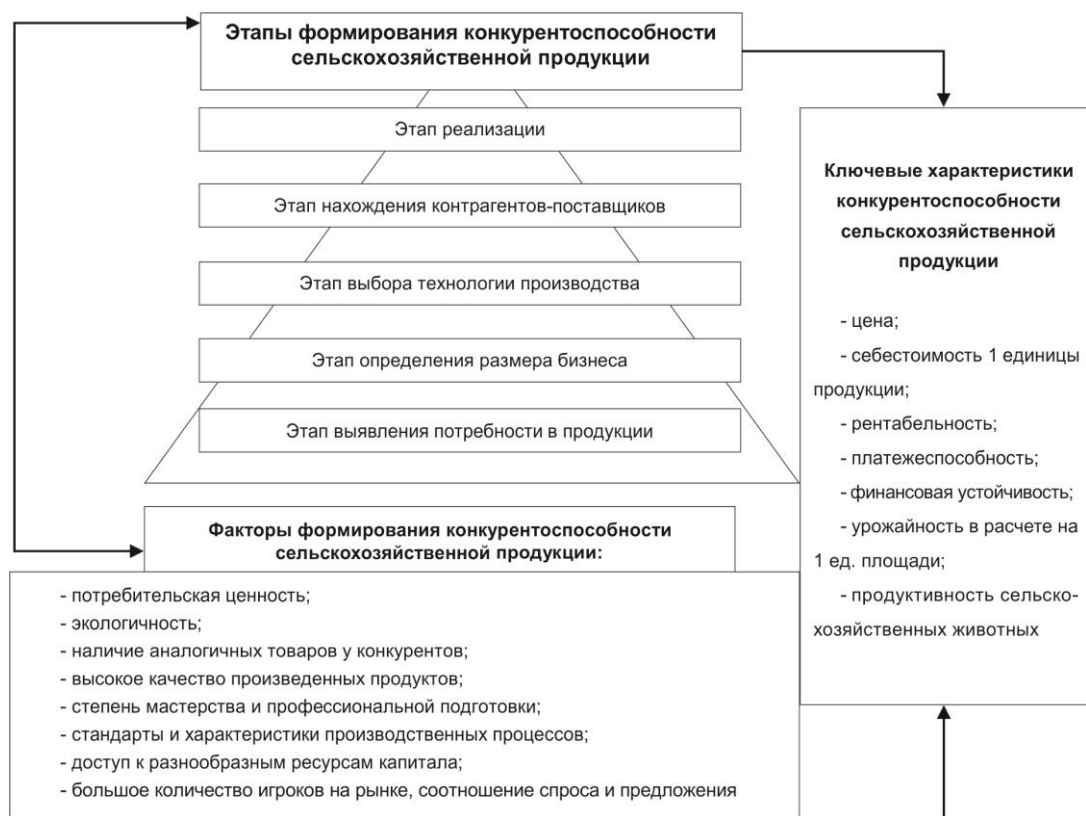 Этапы формирования конкурентоспособности
сельскохозяйственной продукции
Этап реализации
Этап нахождения контрагентов-поставщиков
Этап выбора технологии производства
Этап определения размера бизнеса
Этап выявления потребности в продукции
Факторы формирования конкурентоспособности
сельскохозяйственной продукции:
- потребительская ценность;
- экологичность;
- наличие аналогичных товаров у конкурентов;
- высокое качество произведенных продуктов;
- степень мастерства и профессиональной подготовки;
- стандарты и характеристики производственных процессов;
- доступ к разнообразным ресурсам капитала;
- большое количество игроков на рынке, соотношение спроса и предложения
Ключевые характеристики
конкурентоспособности
сельскохозяйственной
продукции
- цена;
- себестоимость 1 единицы
продукции;
- рентабельность;
- платежеспособность;
- финансовая устойчивость;
- урожайность в расчете на
1 ед. площади;
- продуктивность сельско-
хозяйственных животных